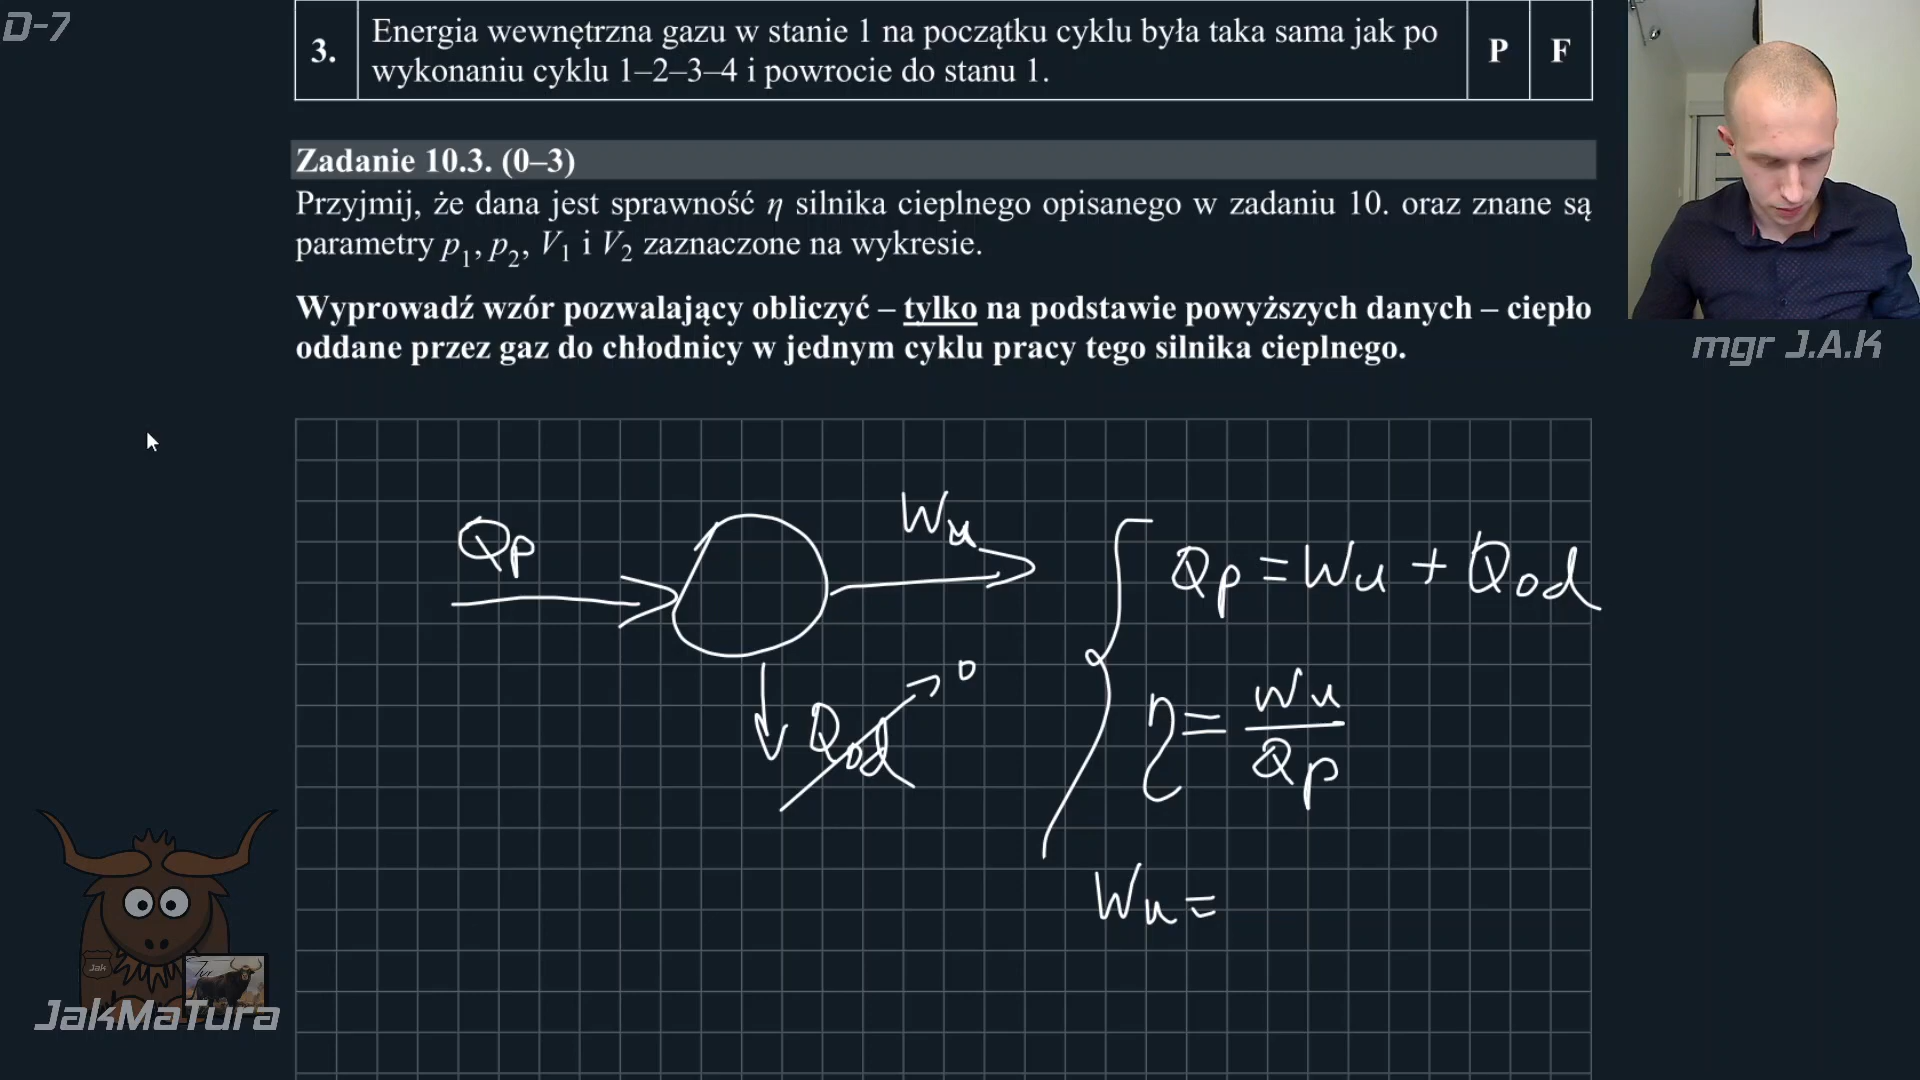 D-7
3. Energia wewnętrzna gazu w stanie 1 na początku cyklu była taka sama jak po P F
wykonaniu cyklu 1–2–3–4 i powrocie do stanu 1.
Zadanie 10.3. (0–3)
Przyjmij, że dana jest sprawność η silnika cieplnego opisanego w zadaniu 10. oraz znane są
parametry p₁, p₂, V₁ i V₂ zaznaczone na wykresie.
Wyprowadź wzór pozwalający obliczyć – tylko na podstawie powyższych danych – ciepło
oddane przez gaz do chłodnicy w jednym cyklu pracy tego silnika cieplnego.
mgr J.A.K
Qp
Wu
Qod
0
Qp = Wu + Qod
η = Wu / Qp
Wu =
Jak
Tur
JakMaTura